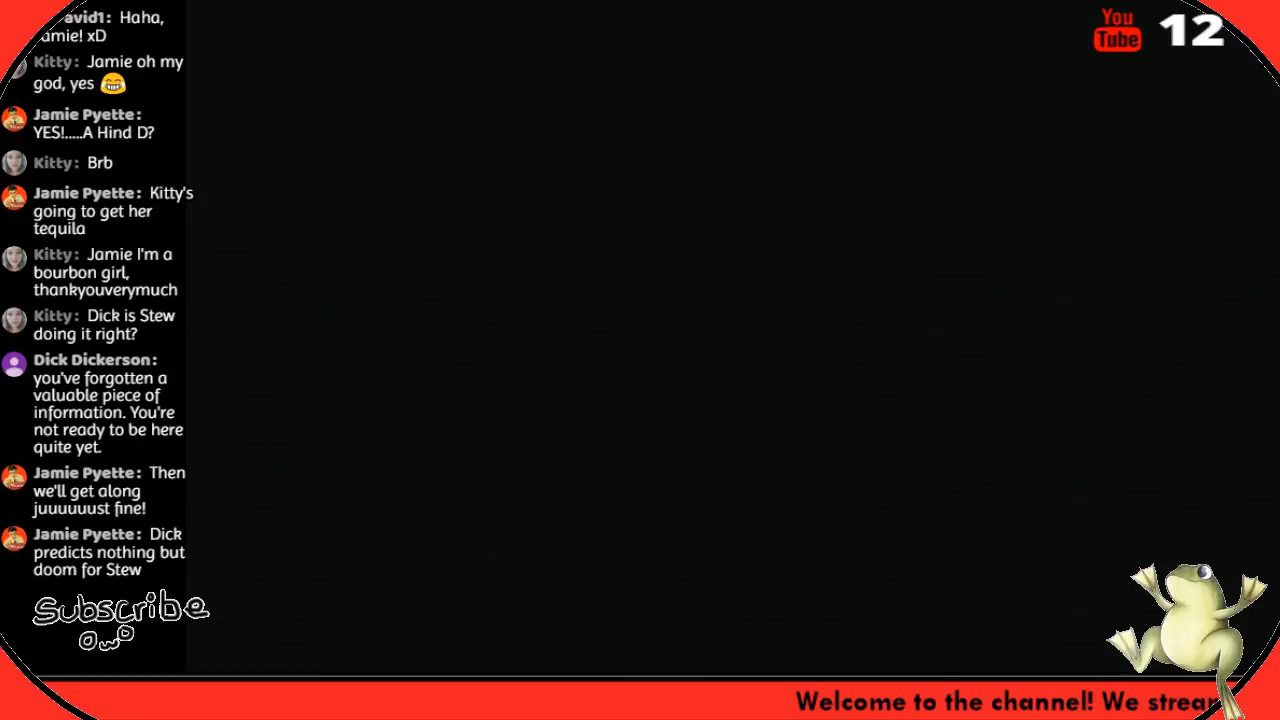 avid1: Haha,
amie! xD
Kitty: Jamie oh my
god, yes 😂
Jamie Pyette:
YES!.....A Hind D?
Kitty: Brb
Jamie Pyette: Kitty's
going to get her
tequila
Kitty: Jamie I'm a
bourbon girl,
thankyouverymuch
Kitty: Dick is Stew
doing it right?
Dick Dickerson:
you've forgotten a
valuable piece of
information. You're
not ready to be here
quite yet.
Jamie Pyette: Then
we'll get along
juuuuuust fine!
Jamie Pyette: Dick
predicts nothing but
doom for Stew
Subscribe
OwO
You
Tube
12
Welcome to the channel! We strea